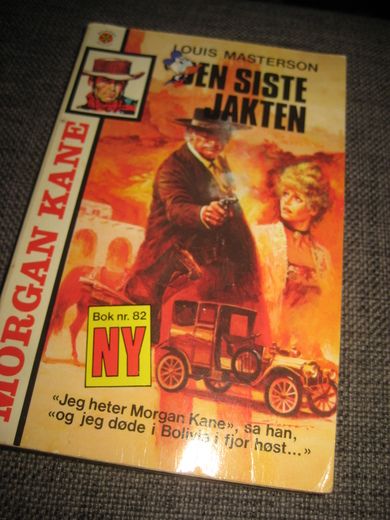 LOUIS MASTERSON
DEN SISTE
JAKTEN
MORGAN KANE
Bok nr. 82
NY
«Jeg heter Morgan Kane», sa han,
«og jeg døde i Bolivia i fjor høst...»